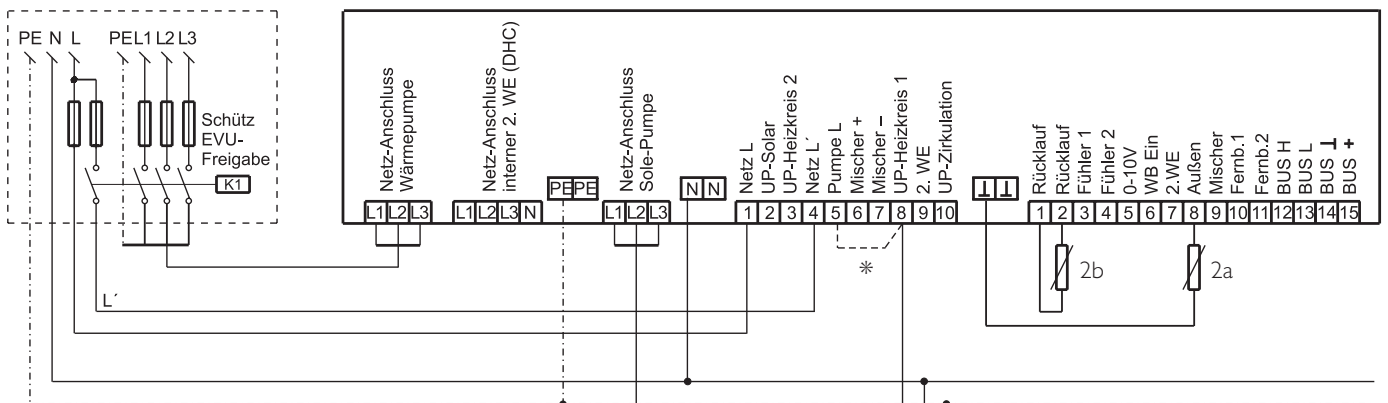 PE N L PE L1 L2 L3
Schütz
EVU-
Freigabe
K1
L´
Netz-Anschluss
Wärmepumpe
L1 L2 L3
Netz-Anschluss
interner 2. WE (DHC)
L1 L2 L3 N
PE PE
Netz-Anschluss
Sole-Pumpe
L1 L2 L3
N N
Netz L
UP-Solar
UP-Heizkreis 2
Netz L´
Pumpe L
Mischer +
Mischer –
UP-Heizkreis 1
2. WE
UP-Zirkulation
1 2 3 4 5 6 7 8 9 10
*
⊥ ⊥
Rücklauf
Rücklauf
Fühler 1
Fühler 2
0-10V
WB Ein
2.WE
Außen
Mischer
Fernb.1
Fernb.2
BUS H
BUS L
BUS ⊥
BUS +
1 2 3 4 5 6 7 8 9 10 11 12 13 14 15
2b
2a